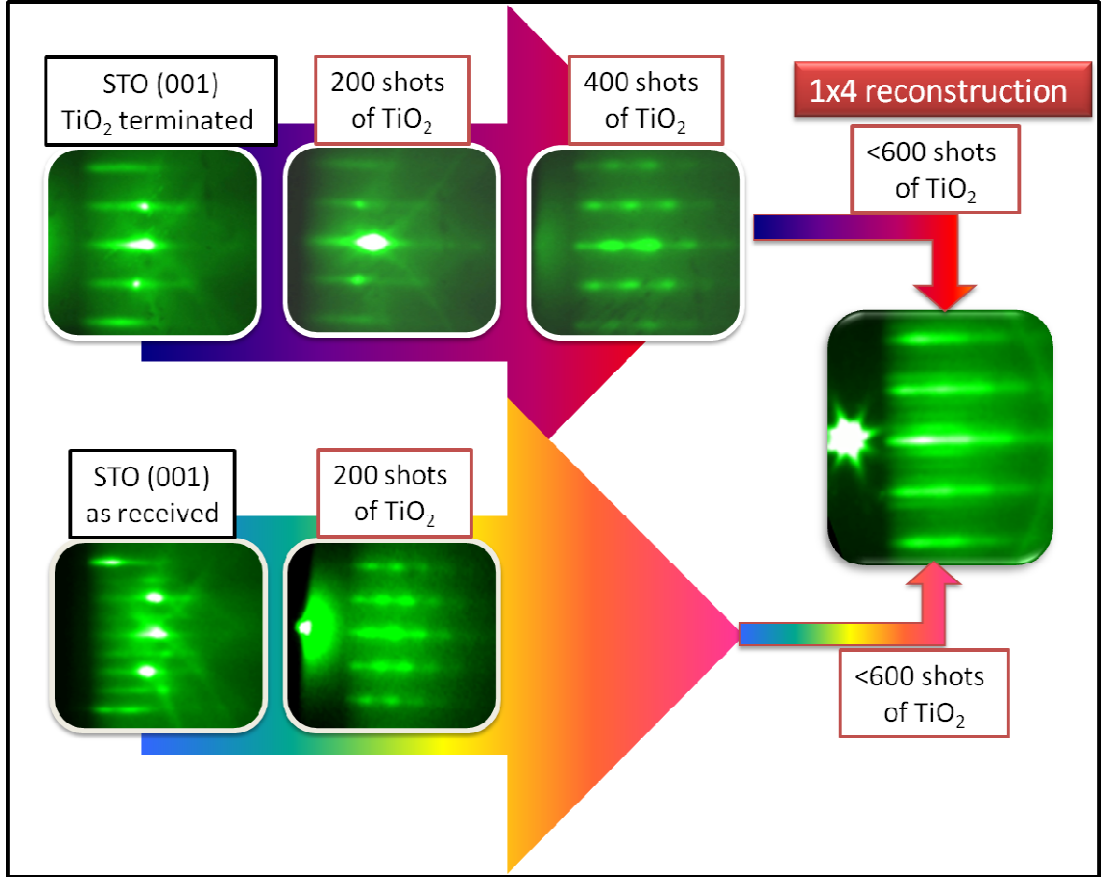 STO (001)
TiO₂ terminated
200 shots
of TiO₂
400 shots
of TiO₂
1x4 reconstruction
<600 shots
of TiO₂
STO (001)
as received
200 shots
of TiO₂
<600 shots
of TiO₂